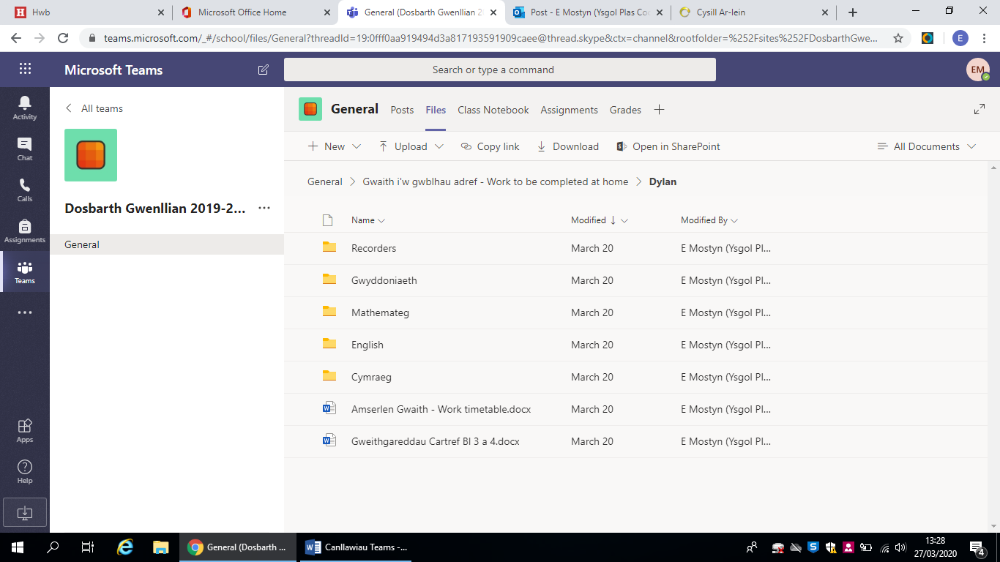 Hwb
Microsoft Office Home
General (Dosbarth Gwenllian 2
Post - E Mostyn (Ysgol Plas Co
Cysill Ar-lein
teams.microsoft.com/_#/school/files/General?threadId=19:0fff0aa919494d3a817193591909caee@thread.skype&ctx=channel&rootfolder=%252Fsites%252FDosbarthGwe...
E
Microsoft Teams
Search or type a command
EM
Activity
Chat
Calls
Assignments
Teams
Apps
Help
All teams
Dosbarth Gwenllian 2019-2...
General
General Posts Files Class Notebook Assignments Grades
New Upload Copy link Download Open in SharePoint All Documents
General > Gwaith i'w gwblhau adref - Work to be completed at home > Dylan
Name Modified Modified By
Recorders March 20 E Mostyn (Ysgol Pl...
Gwyddoniaeth March 20 E Mostyn (Ysgol Pl...
Mathemateg March 20 E Mostyn (Ysgol Pl...
English March 20 E Mostyn (Ysgol Pl...
Cymraeg March 20 E Mostyn (Ysgol Pl...
Amserlen Gwaith - Work timetable.docx March 20 E Mostyn (Ysgol Pl...
Gweithgareddau Cartref Bl 3 a 4.docx March 20 E Mostyn (Ysgol Pl...
General (Dosbarth ...
Canllawiau Teams -...
13:28
27/03/2020
4